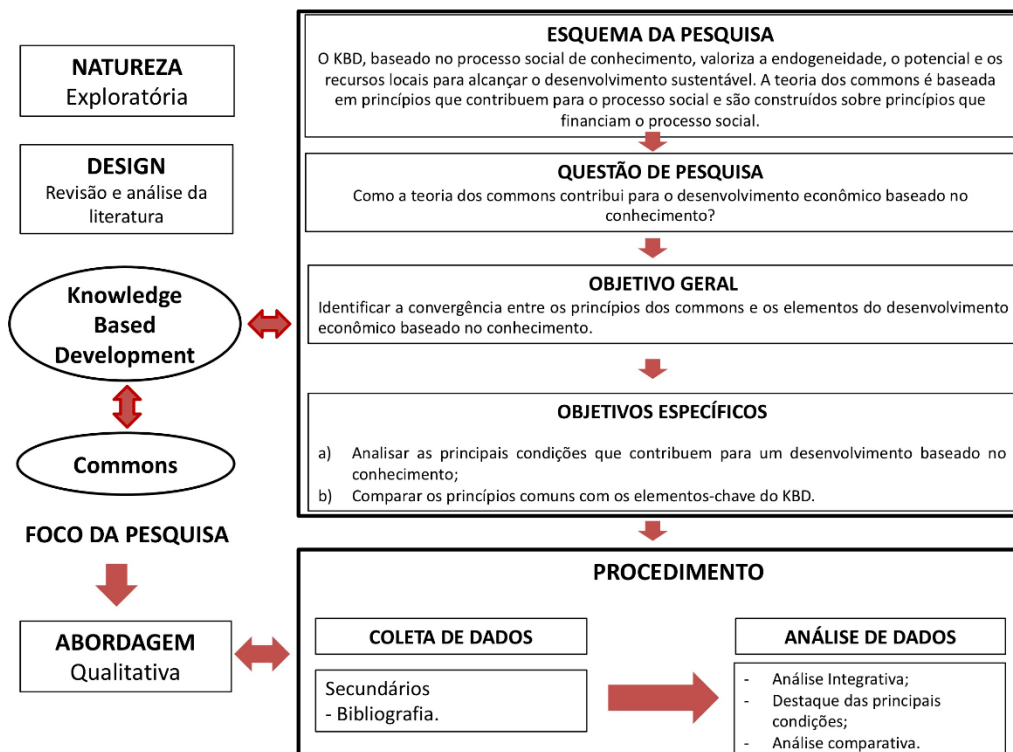 NATUREZA
Exploratória
DESIGN
Revisão e análise da
literatura
Knowledge
Based
Development
Commons
FOCO DA PESQUISA
ABORDAGEM
Qualitativa
ESQUEMA DA PESQUISA
O KBD, baseado no processo social de conhecimento, valoriza a endogeneidade, o potencial e os
recursos locais para alcançar o desenvolvimento sustentável. A teoria dos commons é baseada
em princípios que contribuem para o processo social e são construídos sobre princípios que
financiam o processo social.
QUESTÃO DE PESQUISA
Como a teoria dos commons contribui para o desenvolvimento econômico baseado no
conhecimento?
OBJETIVO GERAL
Identificar a convergência entre os princípios dos commons e os elementos do desenvolvimento
econômico baseado no conhecimento.
OBJETIVOS ESPECÍFICOS
a) Analisar as principais condições que contribuem para um desenvolvimento baseado no
conhecimento;
b) Comparar os princípios comuns com os elementos-chave do KBD.
PROCEDIMENTO
COLETA DE DADOS
Secundários
- Bibliografia.
ANÁLISE DE DADOS
- Análise Integrativa;
- Destaque das principais
condições;
- Análise comparativa.